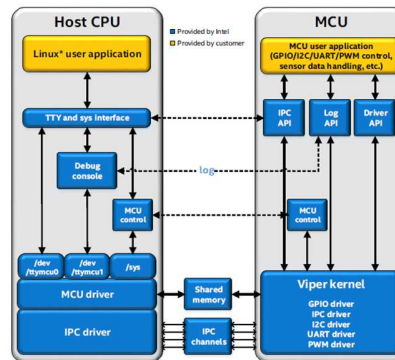 Host CPU
Provided by Intel
Provided by customer
MCU
Linux* user application
MCU user application
(GPIO/I2C/UART/PWM control,
sensor data handling, etc.)
TTY and sys interface
IPC
API
Log
API
Driver
API
Debug
console
log
MCU
control
MCU
control
/dev
/ttymcu0
/dev
/ttymcu1
/sys
MCU driver
Shared
memory
Viper kernel
GPIO driver
IPC driver
I2C driver
UART driver
PWM driver
IPC driver
IPC
channels